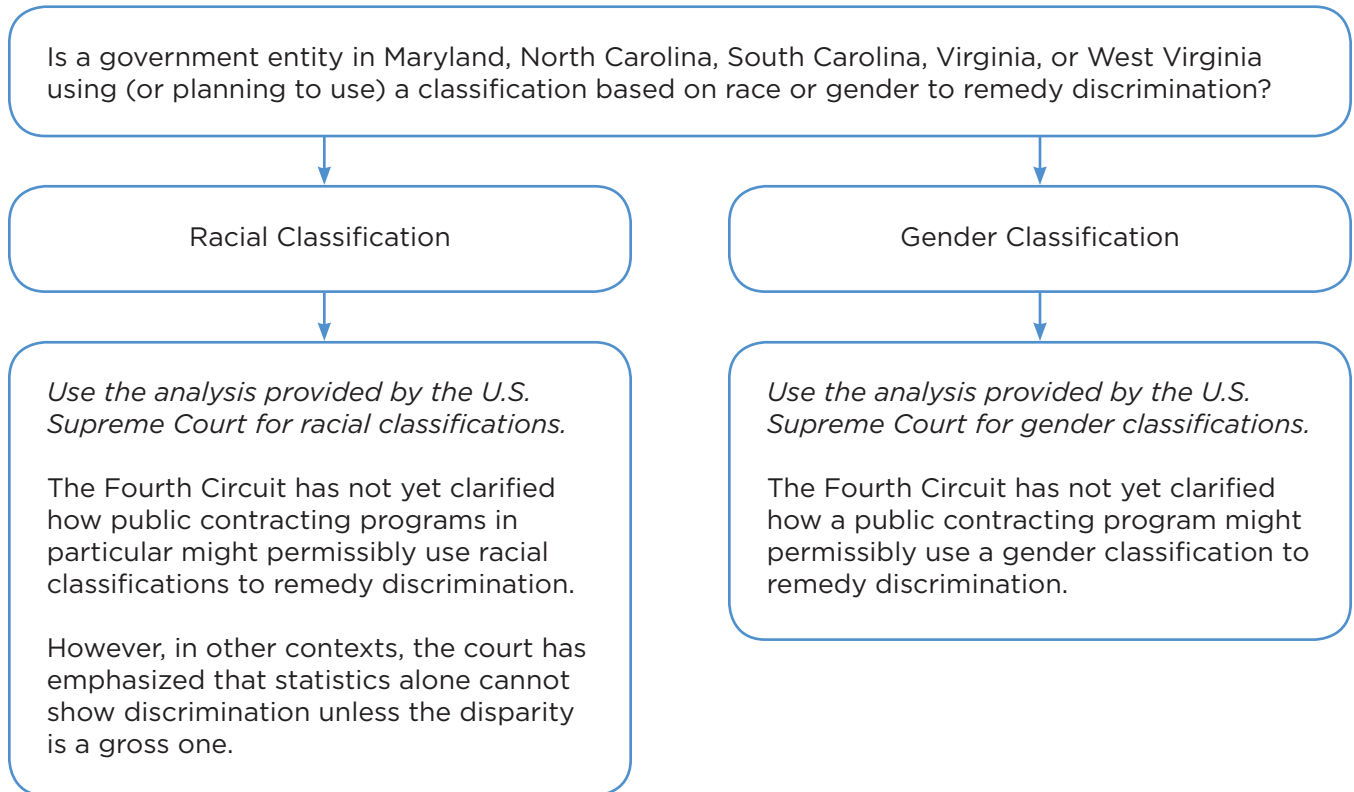 Is a government entity in Maryland, North Carolina, South Carolina, Virginia, or West Virginia
using (or planning to use) a classification based on race or gender to remedy discrimination?
Racial Classification
Gender Classification
Use the analysis provided by the U.S.
Supreme Court for racial classifications.
The Fourth Circuit has not yet clarified
how public contracting programs in
particular might permissibly use racial
classifications to remedy discrimination.
However, in other contexts, the court has
emphasized that statistics alone cannot
show discrimination unless the disparity
is a gross one.
Use the analysis provided by the U.S.
Supreme Court for gender classifications.
The Fourth Circuit has not yet clarified
how a public contracting program might
permissibly use a gender classification to
remedy discrimination.